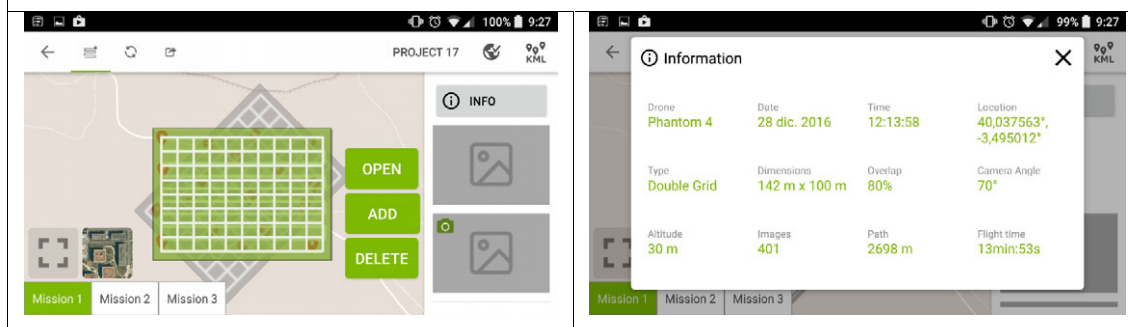 100% 9:27
PROJECT 17
KML
INFO
OPEN
ADD
DELETE
Mission 1
Mission 2
Mission 3
99% 9:27
Information
KML
Drone
Phantom 4
Date
28 dic. 2016
Time
12:13:58
Location
40,037563°,
-3,495012°
Type
Double Grid
Dimensions
142 m x 100 m
Overlap
80%
Camera Angle
70°
Altitude
30 m
Images
401
Path
2698 m
Flight time
13min:53s
Mission 1
Mission 2
Mission 3